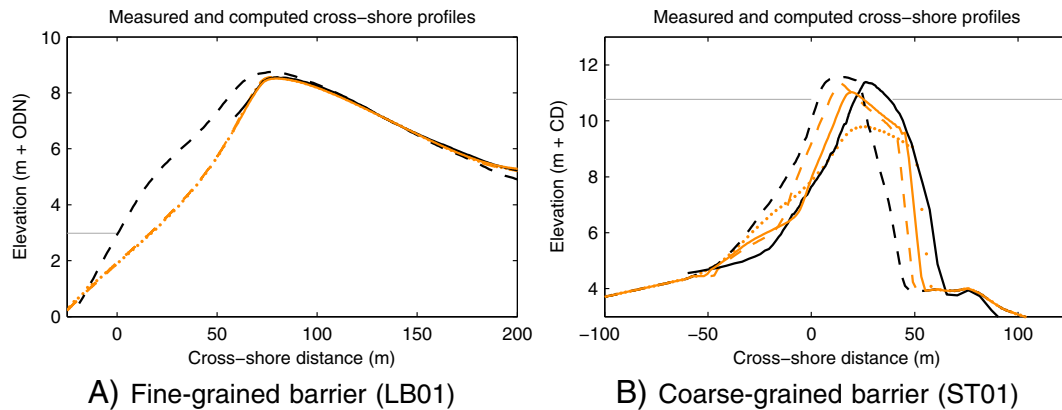 Measured and computed cross-shore profiles
Elevation (m + ODN)
10
8
6
4
2
0
0 50 100 150 200
Cross-shore distance (m)
A) Fine-grained barrier (LB01)
Measured and computed cross-shore profiles
Elevation (m + CD)
12
10
8
6
4
−100 −50 0 50 100
Cross-shore distance (m)
B) Coarse-grained barrier (ST01)